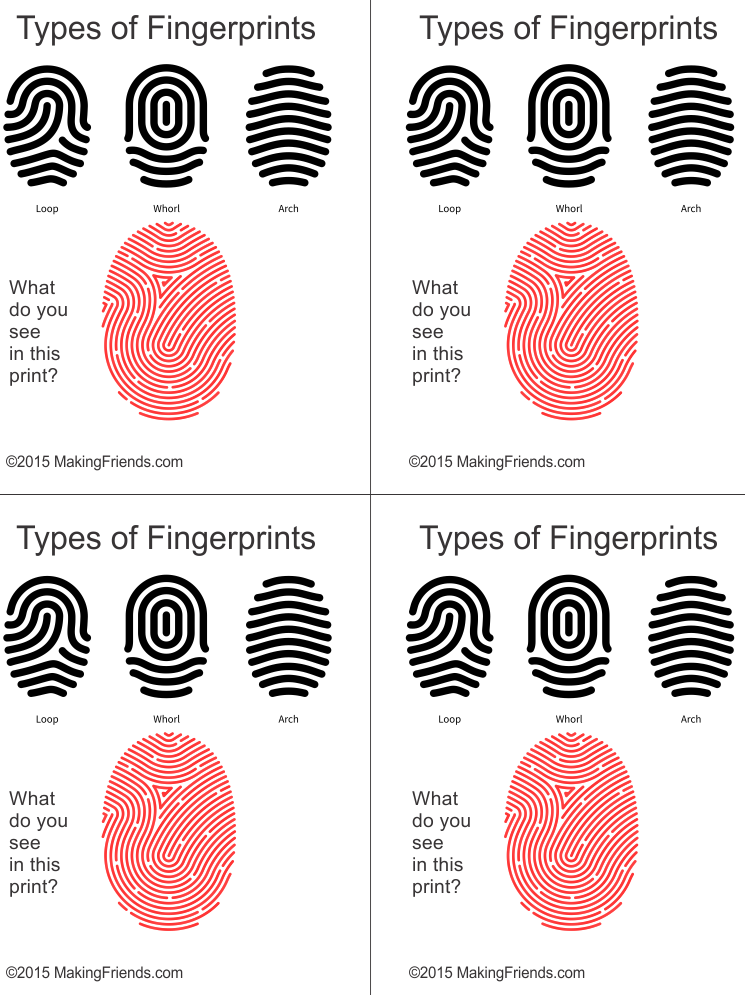 Types of Fingerprints
Loop
Whorl
Arch
What
do you
see
in this
print?
©2015 MakingFriends.com
Types of Fingerprints
Loop
Whorl
Arch
What
do you
see
in this
print?
©2015 MakingFriends.com
Types of Fingerprints
Loop
Whorl
Arch
What
do you
see
in this
print?
©2015 MakingFriends.com
Types of Fingerprints
Loop
Whorl
Arch
What
do you
see
in this
print?
©2015 MakingFriends.com